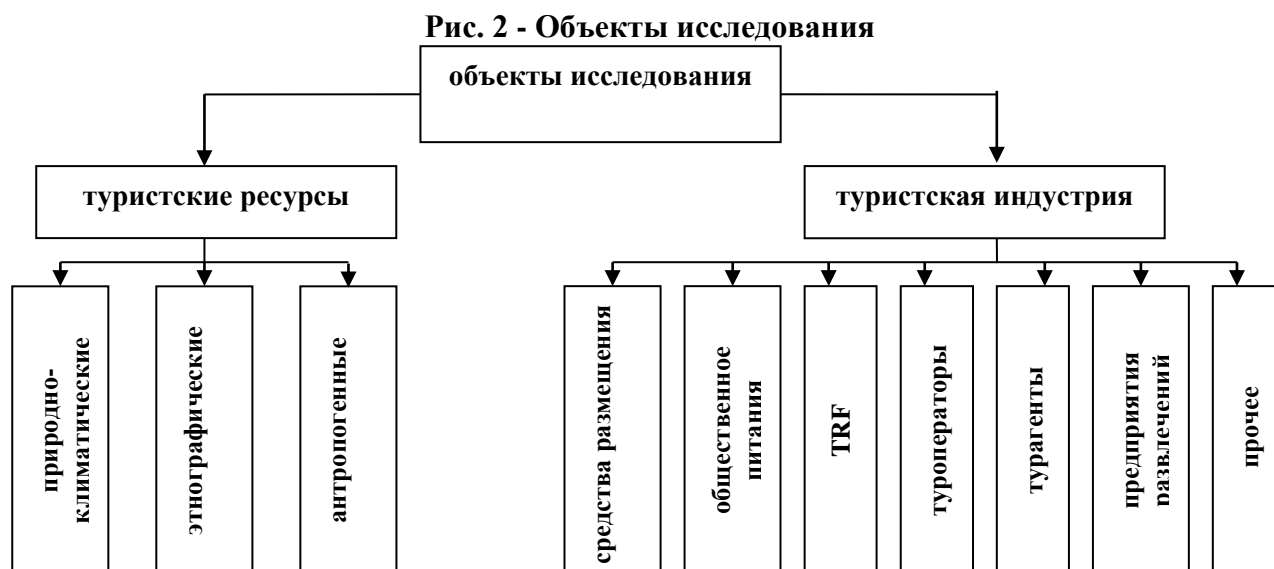 Рис. 2 - Объекты исследования
объекты исследования
туристские ресурсы
туристская индустрия
природно-
климатические
этнографические
антропогенные
средства размещения
общественное
питания
TRF
туроператоры
турагенты
предприятия
развлечений
прочее